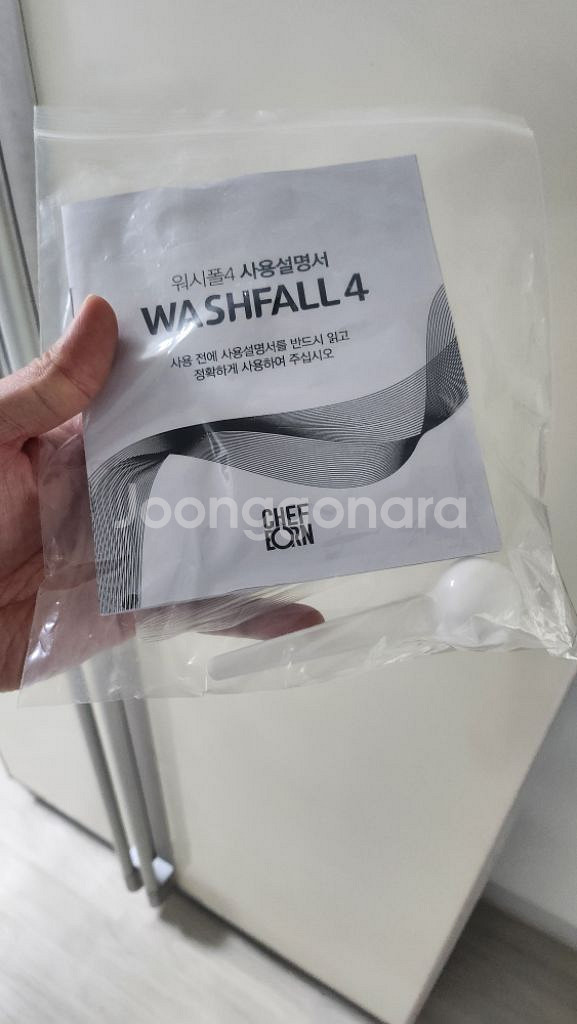 워시폴4 사용설명서
WASHFALL 4
사용 전에 사용설명서를 반드시 읽고
정확하게 사용하여 주십시오
Joonggonara
CHEF
BORN